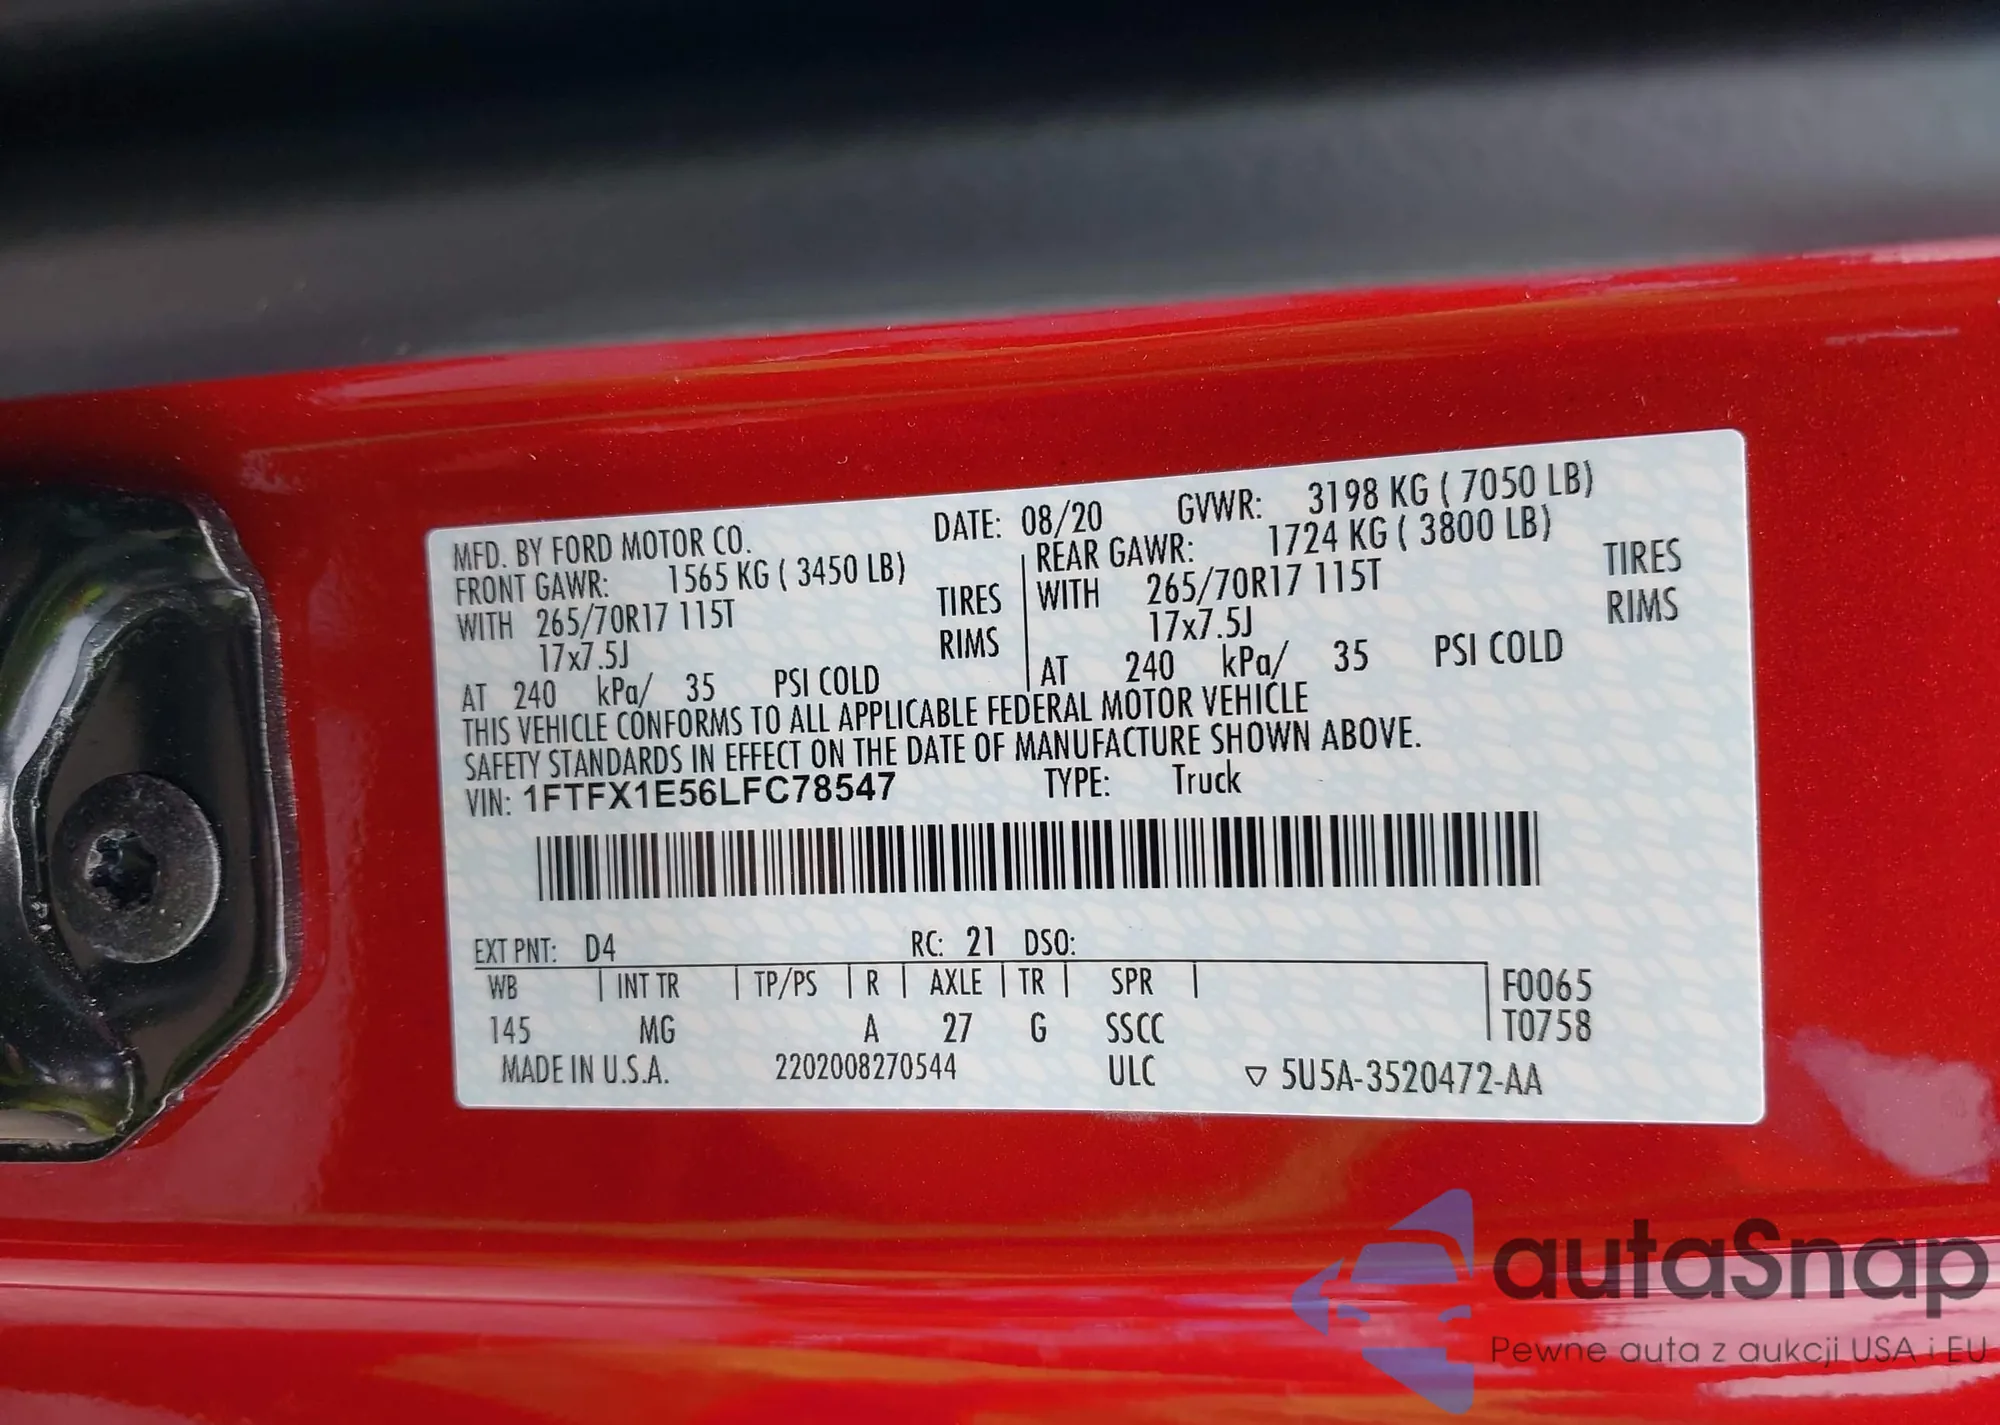 MFD. BY FORD MOTOR CO. DATE: 08/20 GVWR: 3198 KG ( 7050 LB)
FRONT GAWR: 1565 KG ( 3450 LB) REAR GAWR: 1724 KG ( 3800 LB)
WITH 265/70R17 115T TIRES WITH 265/70R17 115T TIRES
17x7.5J RIMS 17x7.5J RIMS
AT 240 kPa/ 35 PSI COLD AT 240 kPa/ 35 PSI COLD
THIS VEHICLE CONFORMS TO ALL APPLICABLE FEDERAL MOTOR VEHICLE
SAFETY STANDARDS IN EFFECT ON THE DATE OF MANUFACTURE SHOWN ABOVE.
VIN: 1FTFX1E56LFC78547 TYPE: Truck
EXT PNT: D4 RC: 21 DSO:
WB INT TR TP/PS R AXLE TR SPR F0065
145 MG A 27 G SSCC T0758
MADE IN U.S.A. 2202008270544 ULC ▽ 5U5A-3520472-AA
autaSnap
Pewne auta z aukcji USA i EU